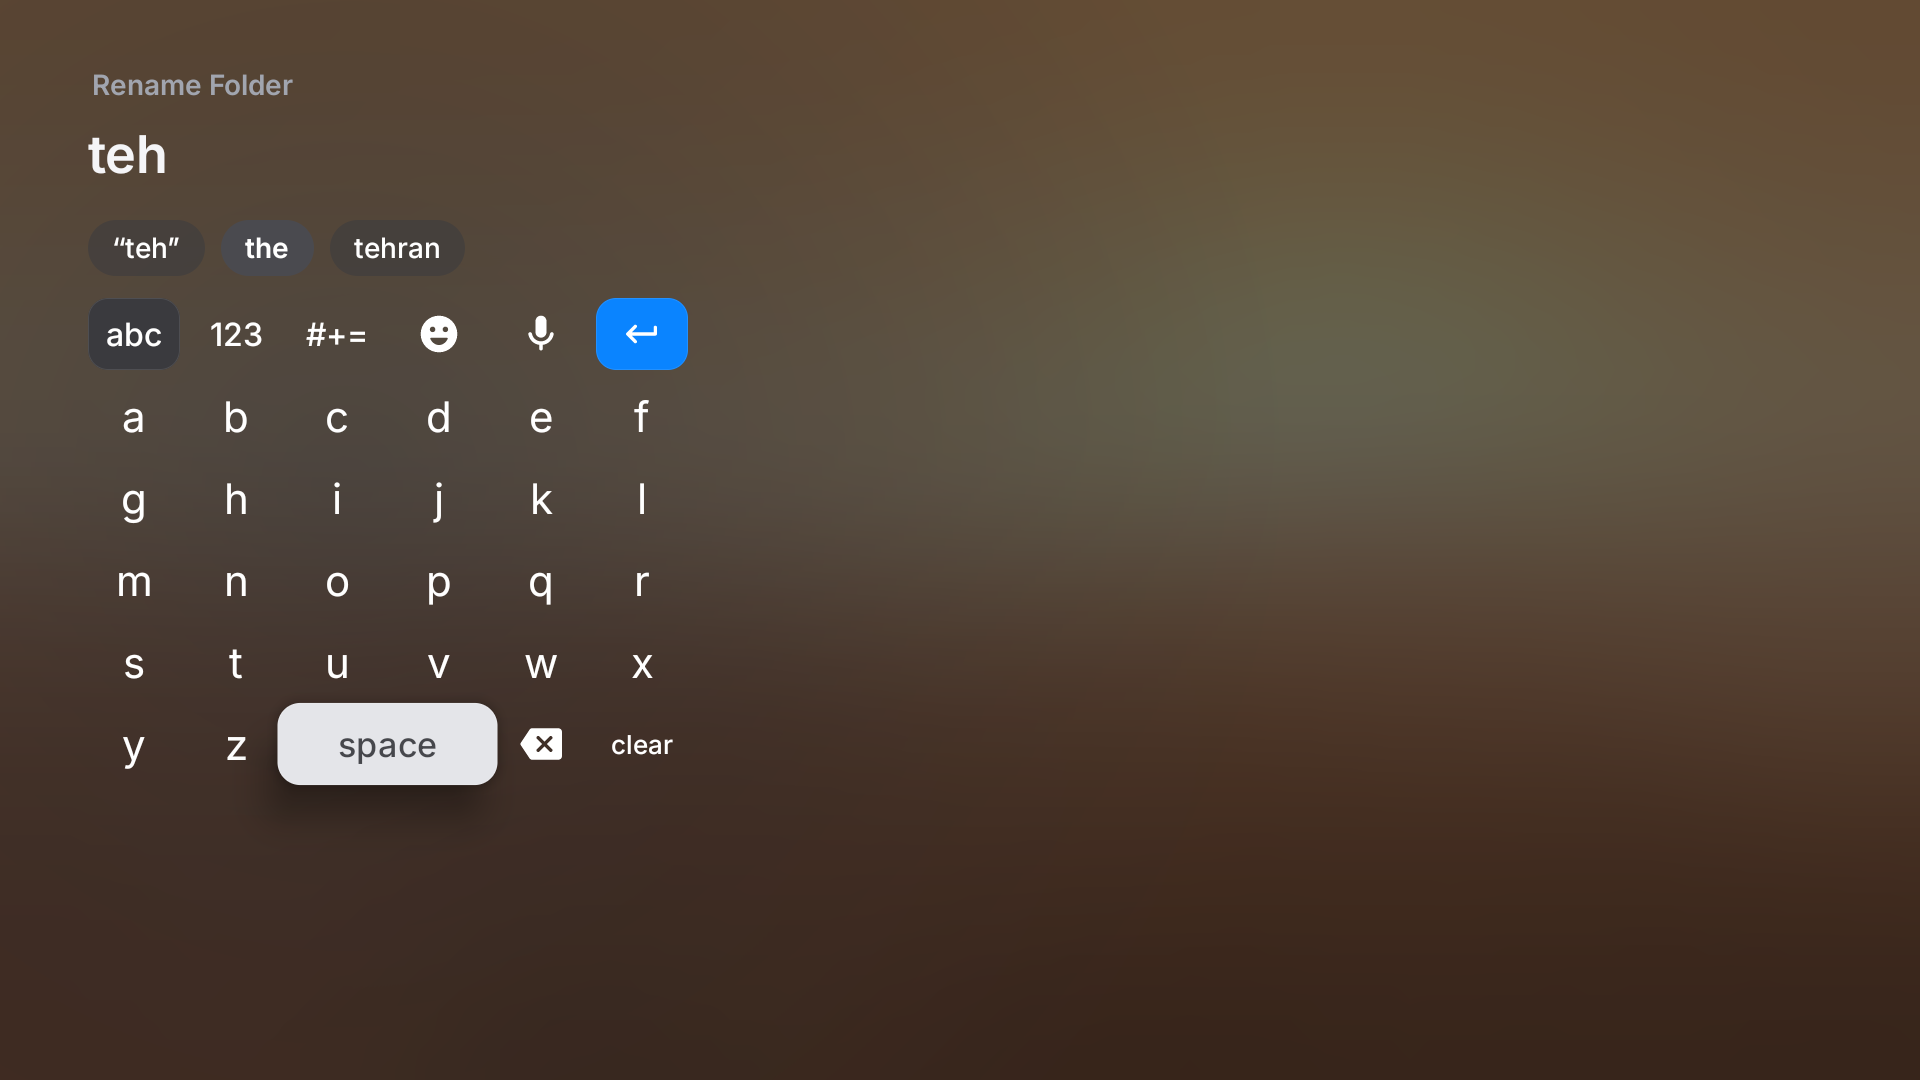 Rename Folder
teh
“teh” the tehran
abc 123 #+=
a b c d e f
g h i j k l
m n o p q r
s t u v w x
y z space clear